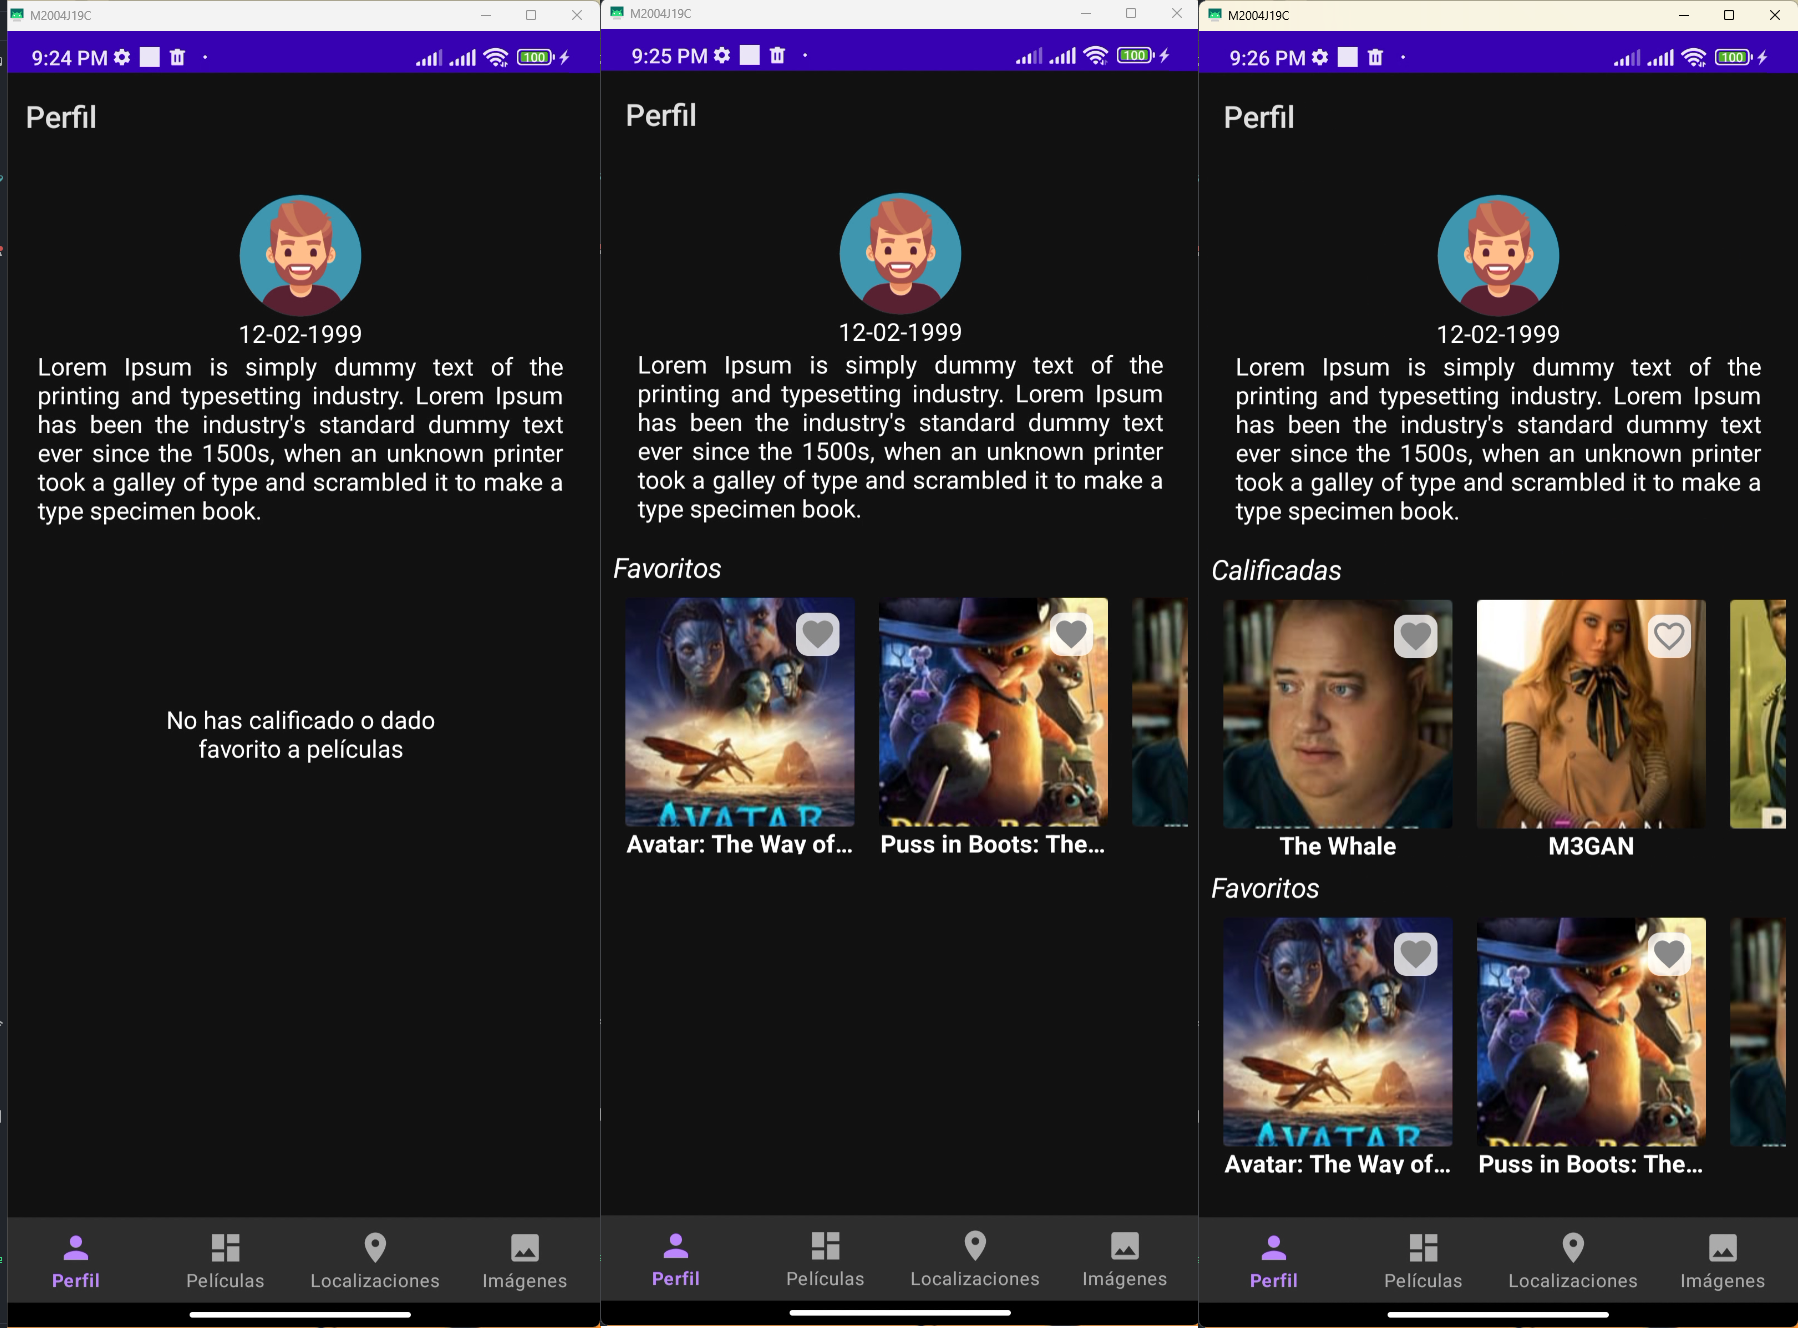 M2004J19C
9:24 PM
100
Perfil
12-02-1999
Lorem Ipsum is simply dummy text of the
printing and typesetting industry. Lorem Ipsum
has been the industry's standard dummy text
ever since the 1500s, when an unknown printer
took a galley of type and scrambled it to make a
type specimen book.
No has calificado o dado
favorito a películas
Perfil
Películas
Localizaciones
Imágenes
M2004J19C
9:25 PM
100
Perfil
12-02-1999
Lorem Ipsum is simply dummy text of the
printing and typesetting industry. Lorem Ipsum
has been the industry's standard dummy text
ever since the 1500s, when an unknown printer
took a galley of type and scrambled it to make a
type specimen book.
Favoritos
AVATAR
PUSS BOOTS
Avatar: The Way of...
Puss in Boots: The...
Perfil
Películas
Localizaciones
Imágenes
M2004J19C
9:26 PM
100
Perfil
12-02-1999
Lorem Ipsum is simply dummy text of the
printing and typesetting industry. Lorem Ipsum
has been the industry's standard dummy text
ever since the 1500s, when an unknown printer
took a galley of type and scrambled it to make a
type specimen book.
Calificadas
THE WHALE
M3GAN
The Whale
M3GAN
Favoritos
AVATAR
PUSS BOOTS
Avatar: The Way of...
Puss in Boots: The...
Perfil
Películas
Localizaciones
Imágenes